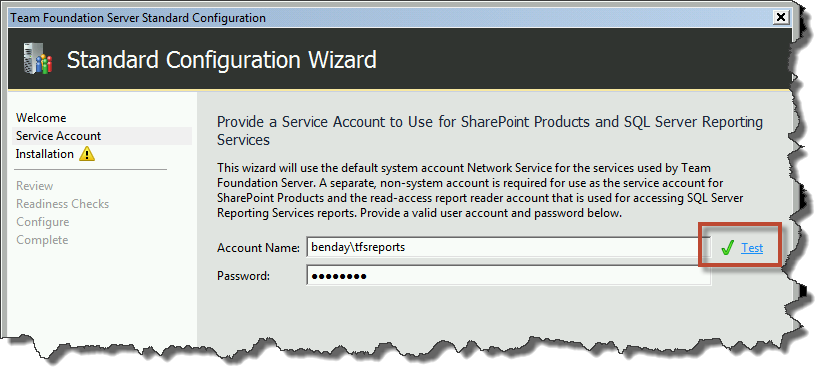 Team Foundation Server Standard Configuration
Standard Configuration Wizard
Welcome
Service Account
Installation
Review
Readiness Checks
Configure
Complete
Provide a Service Account to Use for SharePoint Products and SQL Server Reporting
Services
This wizard will use the default system account Network Service for the services used by Team
Foundation Server. A separate, non-system account is required for use as the service account for
SharePoint Products and the read-access report reader account that is used for accessing SQL Server
Reporting Services reports. Provide a valid user account and password below.
Account Name: benday\tfsreports Test
Password: ●●●●●●●●